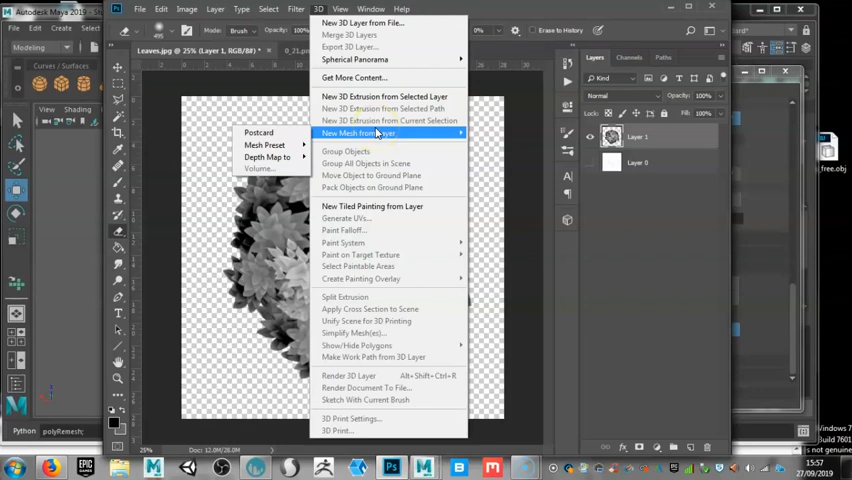 Autodesk Maya 20
File Edit Image Layer Type Select Filter 3D View Window Help
Mode: Brush
0% Erase to History
Leaves.jpg @ 25% (Layer 1, RGB/8#) *
0_21.pn
Modeling
Curves / Surfaces
View
New 3D Layer from File...
Merge 3D Layers
Export 3D Layer...
Spherical Panorama
Get More Content...
New 3D Extrusion from Selected Layer
New 3D Extrusion from Selected Path
New 3D Extrusion from Current Selection
New Mesh from Layer
Postcard
Mesh Preset
Depth Map to
Volume...
Group Objects
Group All Objects in Scene
Move Object to Ground Plane
Pack Objects on Ground Plane
New Tiled Painting from Layer
Generate UVs...
Paint Falloff...
Paint System
Paint on Target Texture
Select Paintable Areas
Create Painting Overlay
Split Extrusion
Apply Cross Section to Scene
Unify Scene for 3D Printing
Simplify Mesh(es)...
Show/Hide Polygons
Make Work Path from 3D Layer
Render 3D Layer Alt+Shift+Ctrl+R
Render Document To File...
Sketch With Current Brush
3D Print Settings...
3D Print...
Layers Channels Paths
Kind
Normal Opacity: 100%
Lock: Fill: 100%
Layer 1
Layer 0
_free.obj
25% Doc: 12.0M/28.0M
Python polyRemesh;
Windows 7
Build 7601
not genuine
15:57
27/09/2019